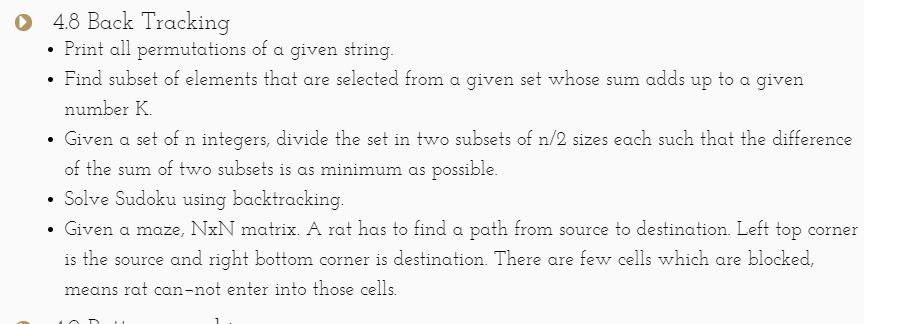 4.8 Back Tracking
• Print all permutations of a given string.
• Find subset of elements that are selected from a given set whose sum adds up to a given
number K.
• Given a set of n integers, divide the set in two subsets of n/2 sizes each such that the difference
of the sum of two subsets is as minimum as possible.
• Solve Sudoku using backtracking.
• Given a maze, NxN matrix. A rat has to find a path from source to destination. Left top corner
is the source and right bottom corner is destination. There are few cells which are blocked,
means rat can-not enter into those cells.